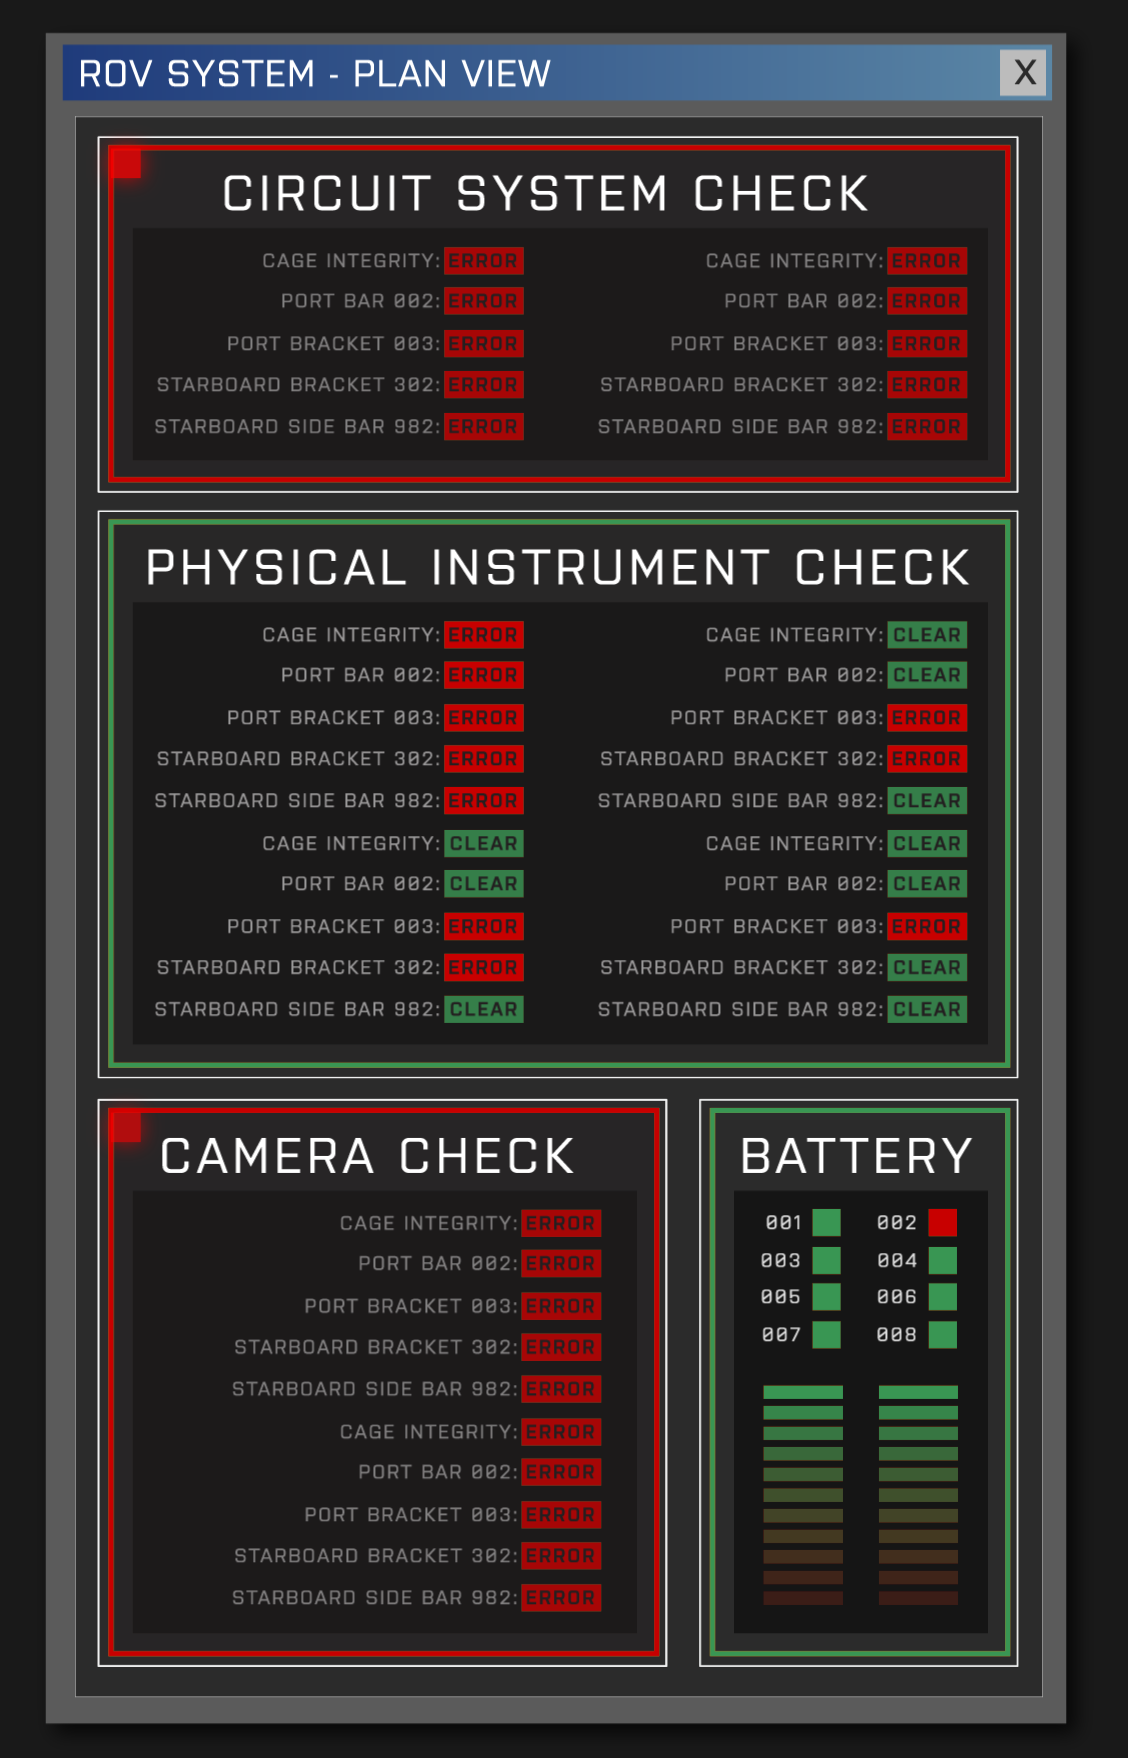 ROV SYSTEM - PLAN VIEW X
CIRCUIT SYSTEM CHECK
CAGE INTEGRITY: ERROR CAGE INTEGRITY: ERROR
PORT BAR 002: ERROR PORT BAR 002: ERROR
PORT BRACKET 003: ERROR PORT BRACKET 003: ERROR
STARBOARD BRACKET 302: ERROR STARBOARD BRACKET 302: ERROR
STARBOARD SIDE BAR 982: ERROR STARBOARD SIDE BAR 982: ERROR
PHYSICAL INSTRUMENT CHECK
CAGE INTEGRITY: ERROR CAGE INTEGRITY: CLEAR
PORT BAR 002: ERROR PORT BAR 002: CLEAR
PORT BRACKET 003: ERROR PORT BRACKET 003: ERROR
STARBOARD BRACKET 302: ERROR STARBOARD BRACKET 302: ERROR
STARBOARD SIDE BAR 982: ERROR STARBOARD SIDE BAR 982: CLEAR
CAGE INTEGRITY: CLEAR CAGE INTEGRITY: CLEAR
PORT BAR 002: CLEAR PORT BAR 002: CLEAR
PORT BRACKET 003: ERROR PORT BRACKET 003: ERROR
STARBOARD BRACKET 302: ERROR STARBOARD BRACKET 302: CLEAR
STARBOARD SIDE BAR 982: CLEAR STARBOARD SIDE BAR 982: CLEAR
CAMERA CHECK
CAGE INTEGRITY: ERROR
PORT BAR 002: ERROR
PORT BRACKET 003: ERROR
STARBOARD BRACKET 302: ERROR
STARBOARD SIDE BAR 982: ERROR
CAGE INTEGRITY: ERROR
PORT BAR 002: ERROR
PORT BRACKET 003: ERROR
STARBOARD BRACKET 302: ERROR
STARBOARD SIDE BAR 982: ERROR
BATTERY
001 002
003 004
005 006
007 008